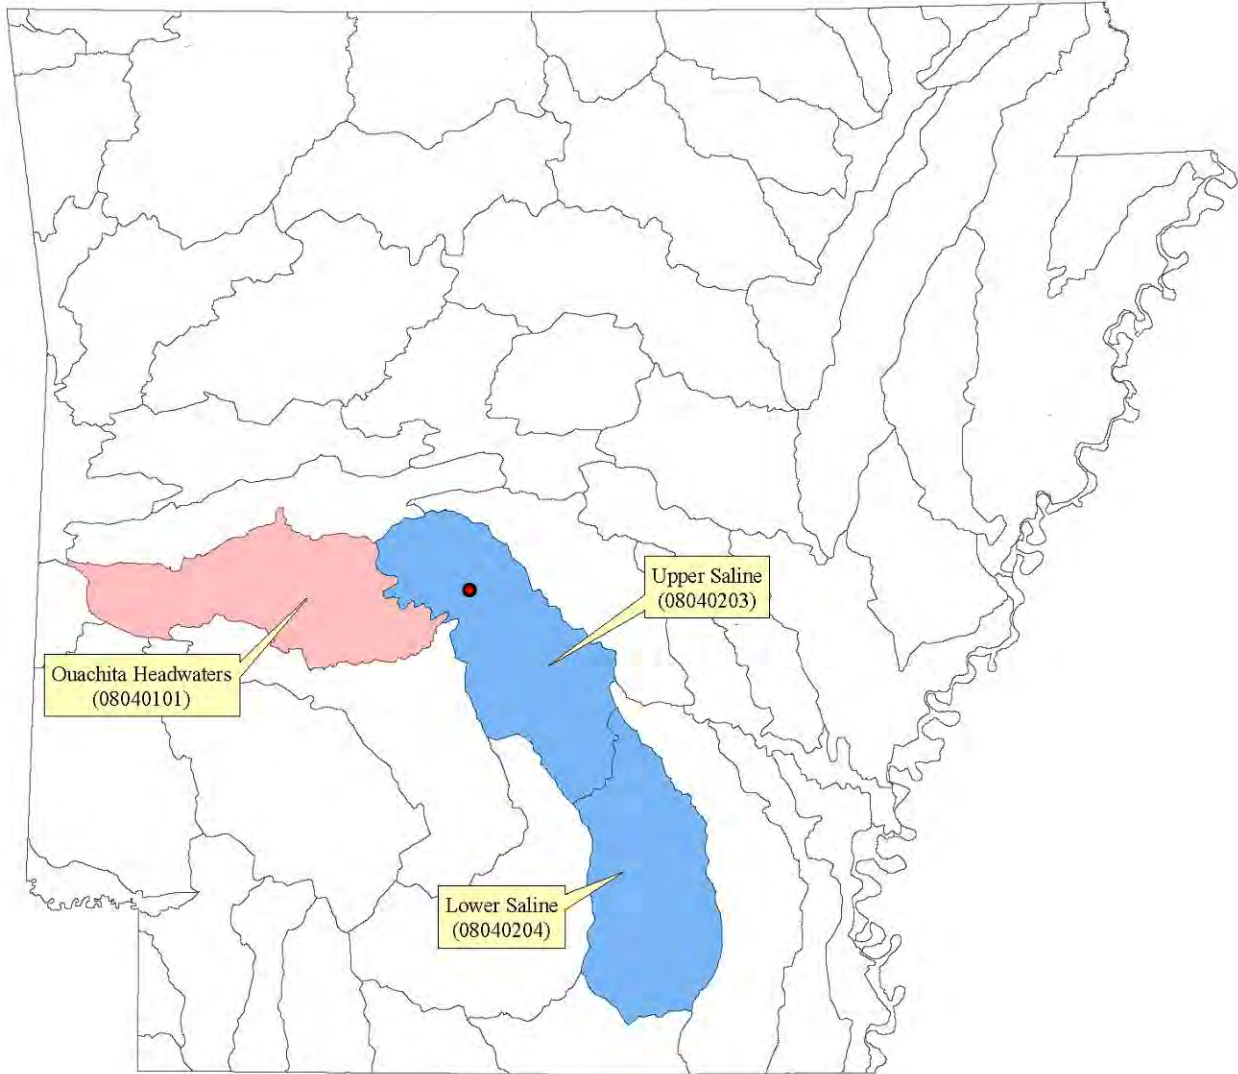 Upper Saline
(08040203)
Ouachita Headwaters
(08040101)
Lower Saline
(08040204)